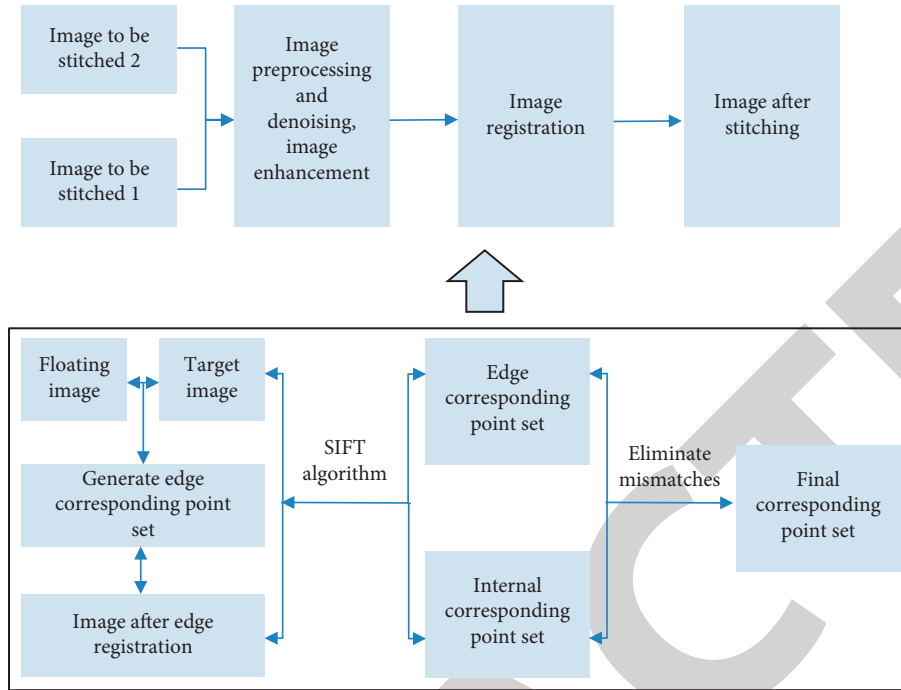 Image to be
stitched 2
Image to be
stitched 1
Image
preprocessing
and
denoising,
image
enhancement
Image
registration
Image after
stitching
Floating
image
Target
image
Generate edge
corresponding point
set
Image after edge
registration
SIFT
algorithm
Edge
corresponding
point set
Internal
corresponding
point set
Eliminate
mismatches
Final
corresponding
point set